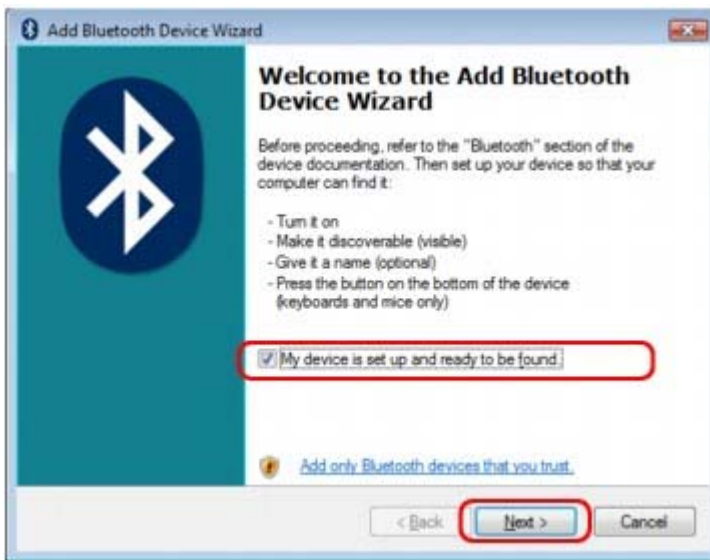 Add Bluetooth Device Wizard
Welcome to the Add Bluetooth
Device Wizard
Before proceeding, refer to the "Bluetooth" section of the
device documentation. Then set up your device so that your
computer can find it:
- Turn it on
- Make it discoverable (visible)
- Give it a name (optional)
- Press the button on the bottom of the device
(keyboards and mice only)
My device is set up and ready to be found.
Add only Bluetooth devices that you trust.
< Back Next > Cancel